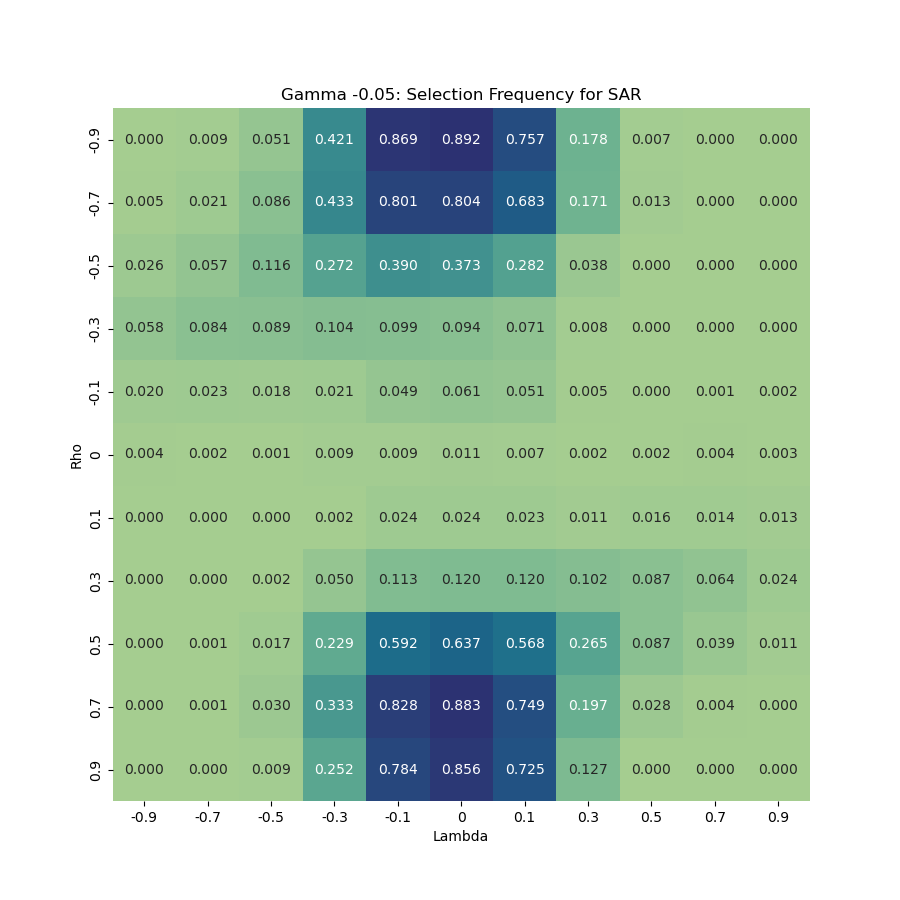 Gamma -0.05: Selection Frequency for SAR
-0.9 0.000 0.009 0.051 0.421 0.869 0.892 0.757 0.178 0.007 0.000 0.000
-0.7 0.005 0.021 0.086 0.433 0.801 0.804 0.683 0.171 0.013 0.000 0.000
-0.5 0.026 0.057 0.116 0.272 0.390 0.373 0.282 0.038 0.000 0.000 0.000
-0.3 0.058 0.084 0.089 0.104 0.099 0.094 0.071 0.008 0.000 0.000 0.000
-0.1 0.020 0.023 0.018 0.021 0.049 0.061 0.051 0.005 0.000 0.001 0.002
Rho
0 0.004 0.002 0.001 0.009 0.009 0.011 0.007 0.002 0.002 0.004 0.003
0.1 0.000 0.000 0.000 0.002 0.024 0.024 0.023 0.011 0.016 0.014 0.013
0.3 0.000 0.000 0.002 0.050 0.113 0.120 0.120 0.102 0.087 0.064 0.024
0.5 0.000 0.001 0.017 0.229 0.592 0.637 0.568 0.265 0.087 0.039 0.011
0.7 0.000 0.001 0.030 0.333 0.828 0.883 0.749 0.197 0.028 0.004 0.000
0.9 0.000 0.000 0.009 0.252 0.784 0.856 0.725 0.127 0.000 0.000 0.000
-0.9 -0.7 -0.5 -0.3 -0.1 0 0.1 0.3 0.5 0.7 0.9
Lambda